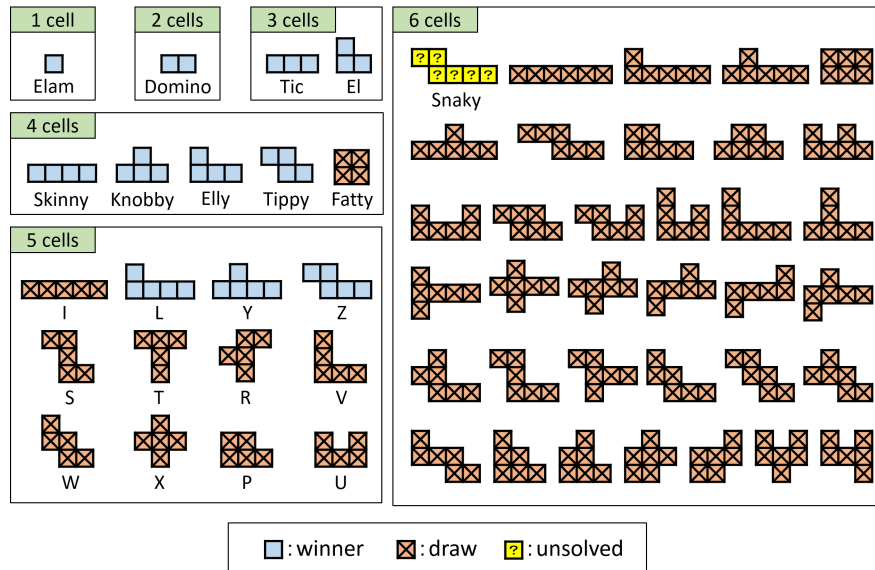 1 cell
Elam
2 cells
Domino
3 cells
Tic El
4 cells
Skinny Knobby Elly Tippy Fatty
5 cells
I L Y Z
S T R V
W X P U
6 cells
? ?
? ? ? ?
Snaky
: winner : draw ? : unsolved